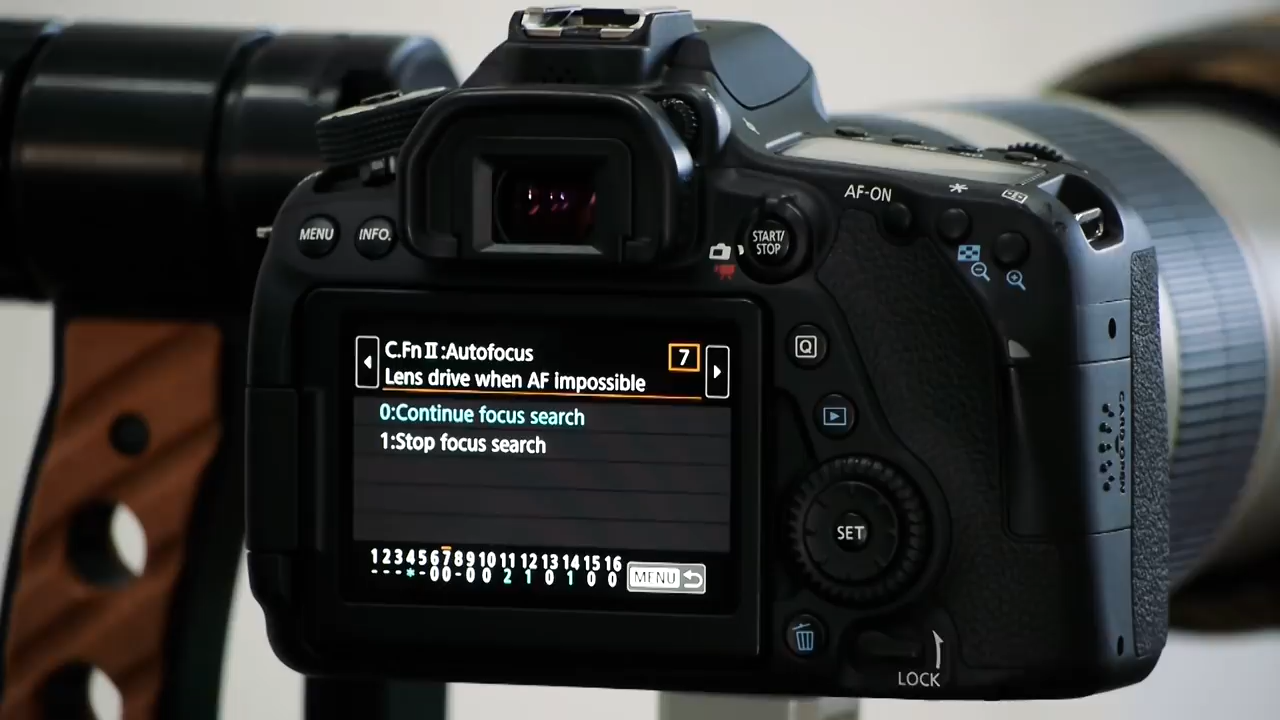 AF-ON
*
MENU
INFO.
START/
STOP
Q
C.Fn II :Autofocus
7
Lens drive when AF impossible
0:Continue focus search
1:Stop focus search
1 2 3 4 5 6 7 8 9 10 11 12 13 14 15 16
- - - * - 0 0 - 0 0 2 1 0 1 0 0
MENU
SET
CARD OPEN
LOCK